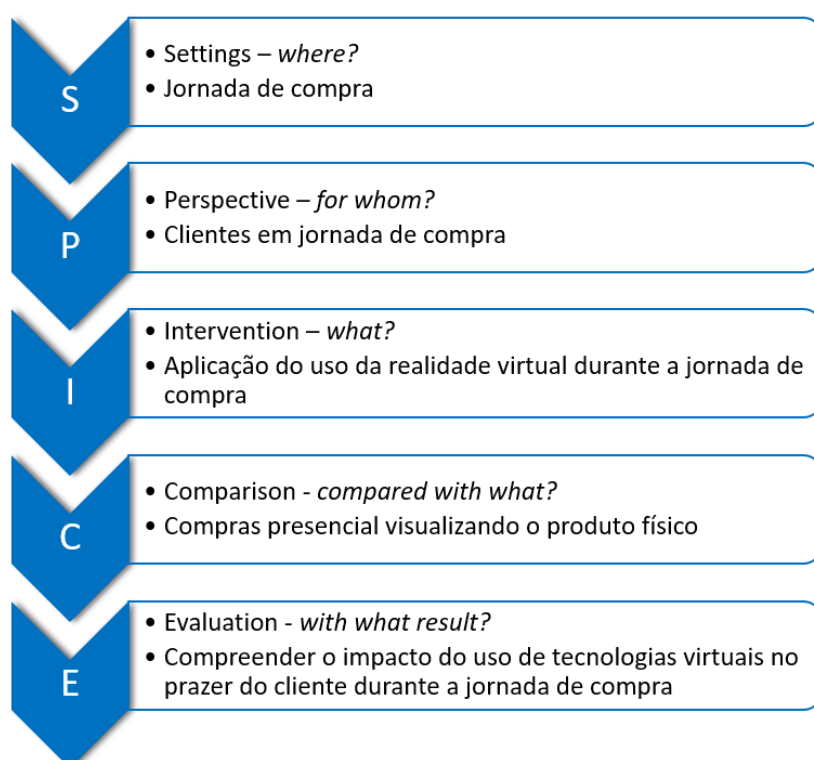 S
• Settings – where?
• Jornada de compra
P
• Perspective – for whom?
• Clientes em jornada de compra
I
• Intervention – what?
• Aplicação do uso da realidade virtual durante a jornada de
compra
C
• Comparison - compared with what?
• Compras presencial visualizando o produto físico
E
• Evaluation - with what result?
• Compreender o impacto do uso de tecnologias virtuais no
prazer do cliente durante a jornada de compra